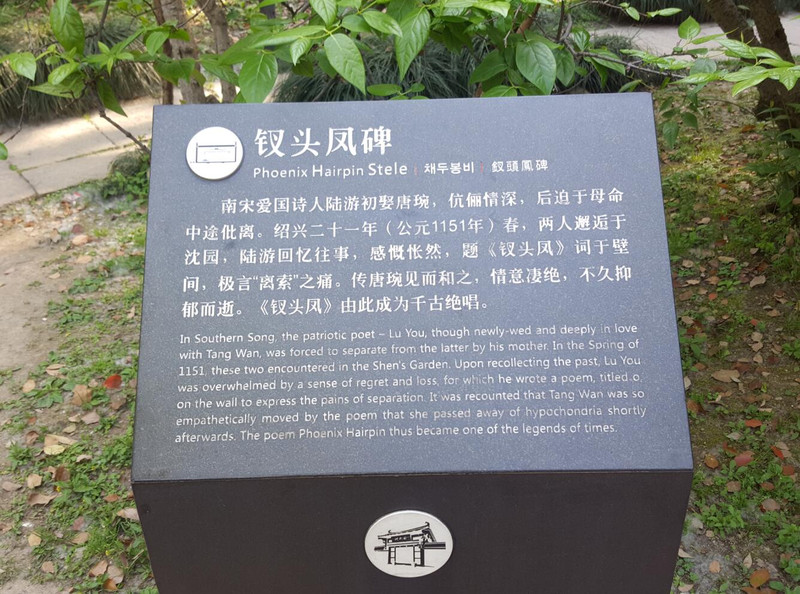 钗头凤碑
Phoenix Hairpin Stele | 채두봉비 | 釵頭鳳碑
南宋爱国诗人陆游初娶唐琬，伉俪情深，后迫于母命
中途仳离。绍兴二十一年（公元1151年）春，两人邂逅于
沈园，陆游回忆往事，感慨怅然，题《钗头凤》词于壁
间，极言“离索”之痛。传唐琬见而和之，情意凄绝，不久抑
郁而逝。《钗头凤》由此成为千古绝唱。
In Southern Song, the patriotic poet – Lu You, though newly-wed and deeply in love
with Tang Wan, was forced to separate from the latter by his mother. In the Spring of
1151, these two encountered in the Shen's Garden. Upon recollecting the past, Lu You
was overwhelmed by a sense of regret and loss, for which he wrote a poem, titled o,
on the wall to express the pains of separation. It was recounted that Tang Wan was so
empathetically moved by the poem that she passed away of hypochondria shortly
afterwards. The poem Phoenix Hairpin thus became one of the legends of times.